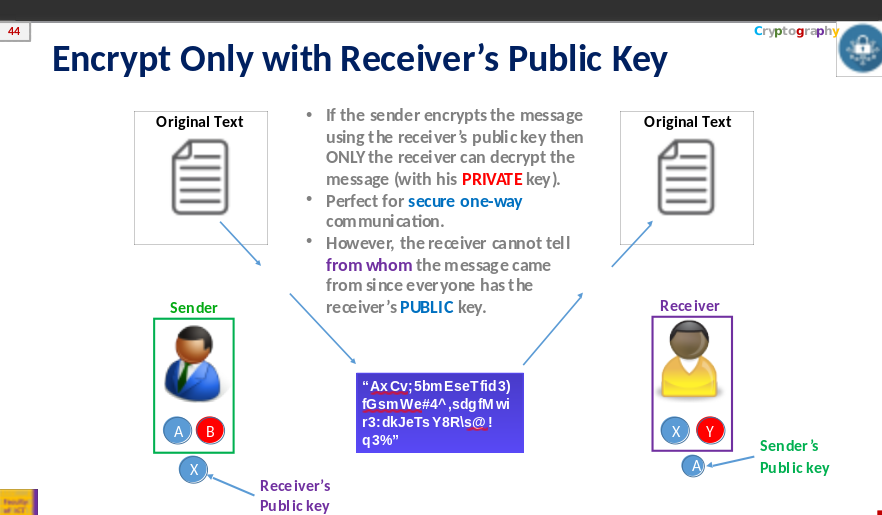 44
Cryptography
Encrypt Only with Receiver’s Public Key
Original Text
• If the sender encrypts the message
using the receiver’s public key then
ONLY the receiver can decrypt the
message (with his PRIVATE key).
• Perfect for secure one-way
communication.
• However, the receiver cannot tell
from whom the message came
from since everyone has the
receiver’s PUBLIC key.
Original Text
Sender
A B
X
Receiver’s
Public key
“AxCv;5bmEseTfid3)
fGsmWe#4^,sdgfMwi
r3:dkJeTsY8R\s@!
q3%”
Receiver
X Y
A
Sender’s
Public key
Faculty
of ICT